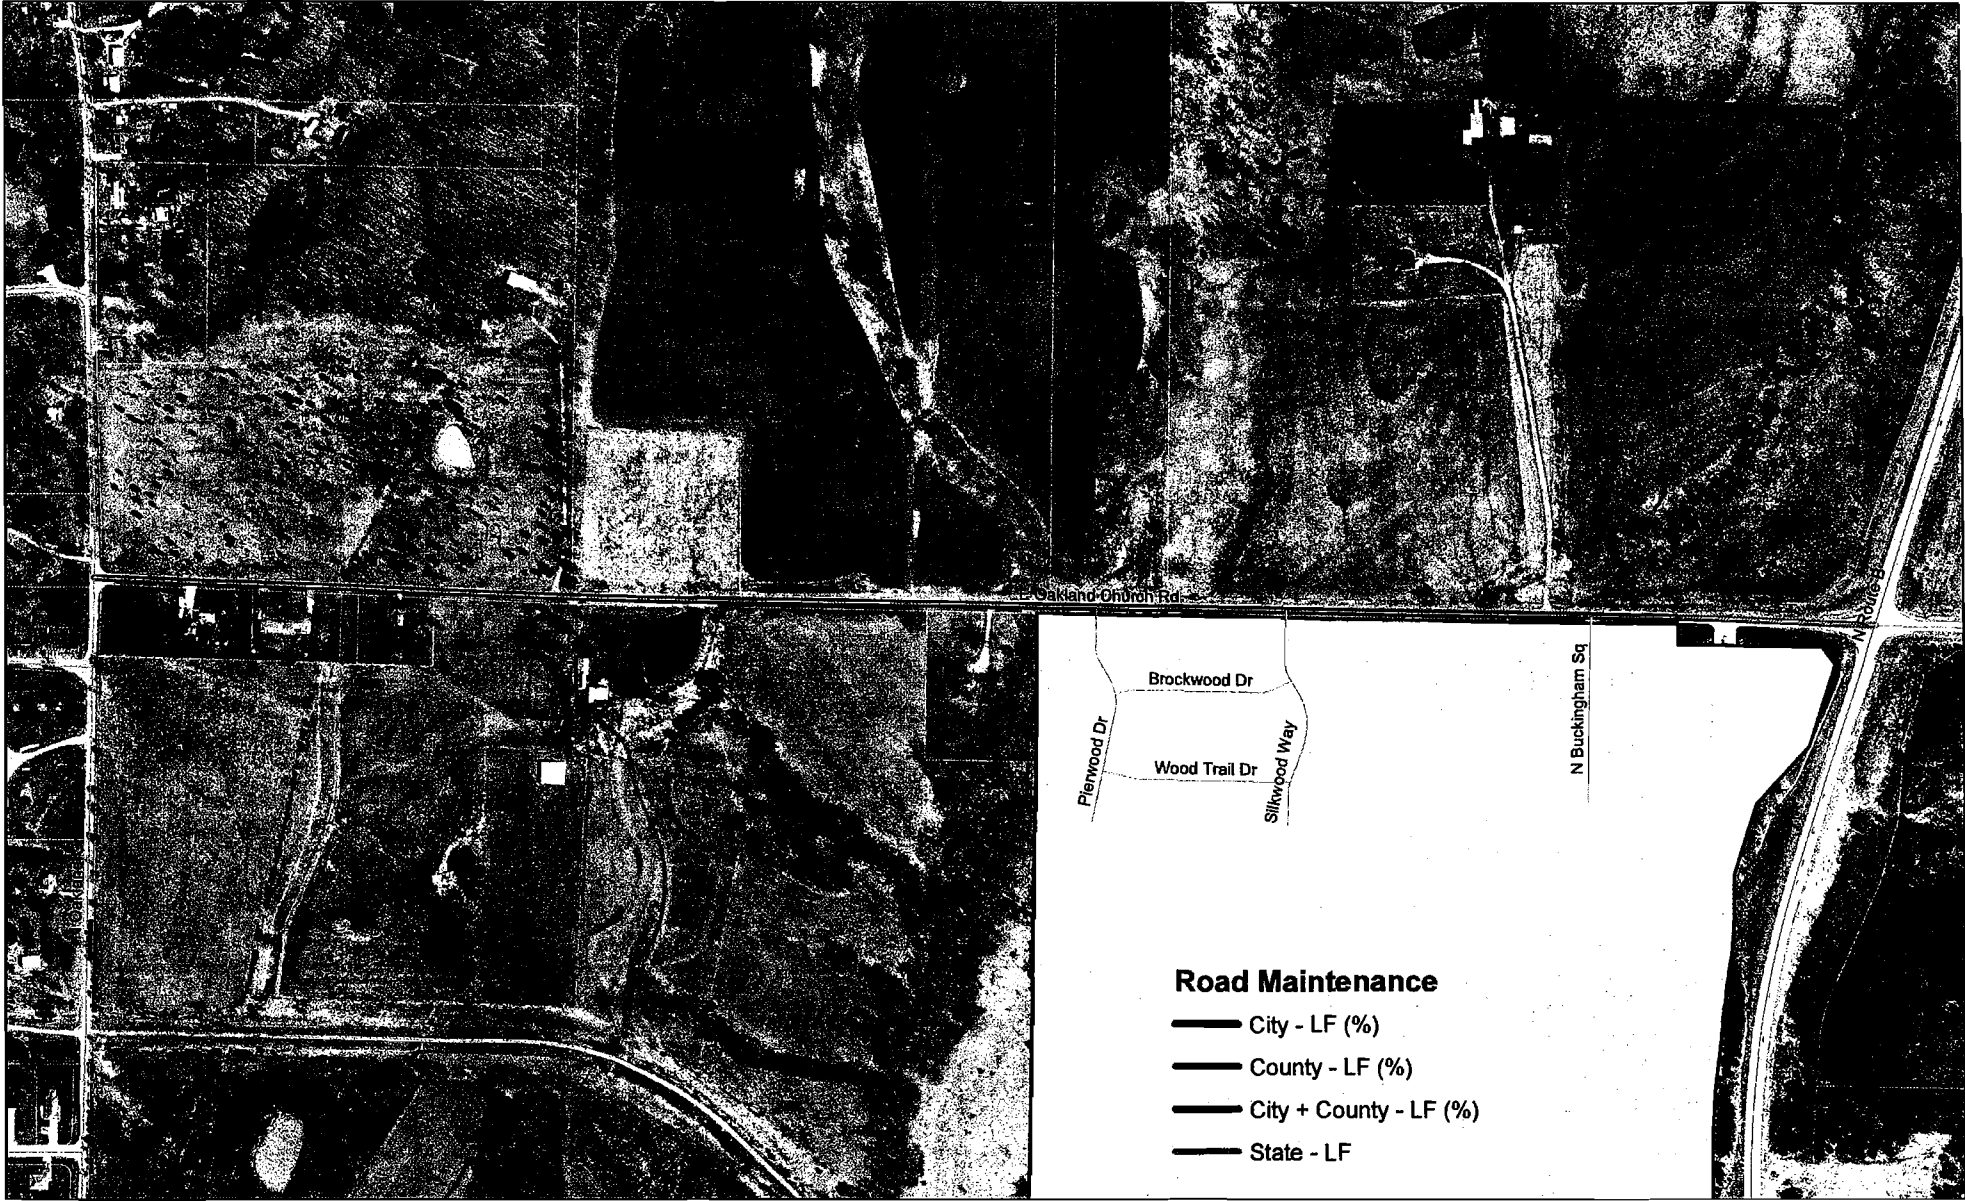 E Oakland Church Rd
N Route B
Brockwood Dr
Pierwood Dr
Silkwood Way
N Buckingham Sq
Wood Trail Dr
Road Maintenance
City - LF (%)
County - LF (%)
City + County - LF (%)
State - LF